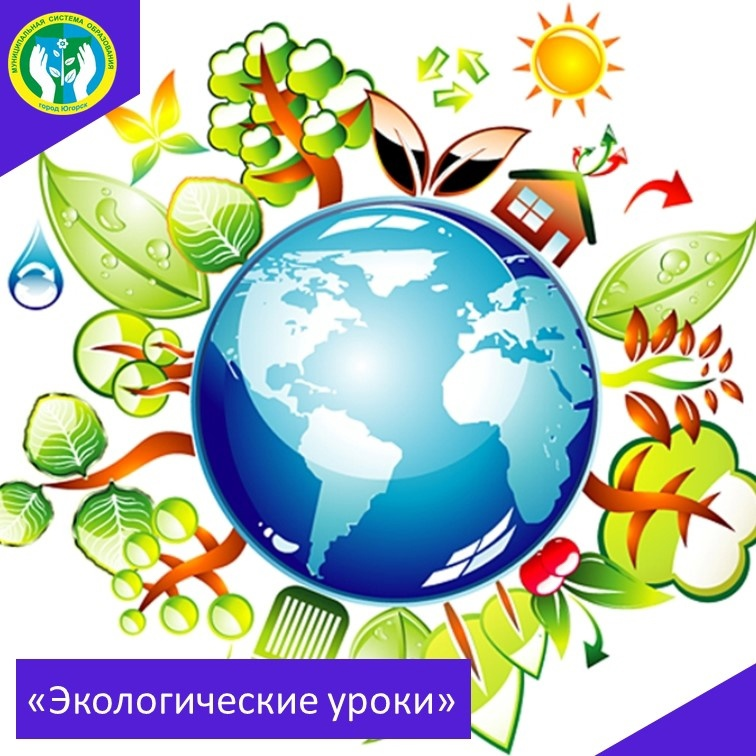 МУНИЦИПАЛЬНАЯ СИСТЕМА ОБРАЗОВАНИЯ
город Югорск
«Экологические уроки»